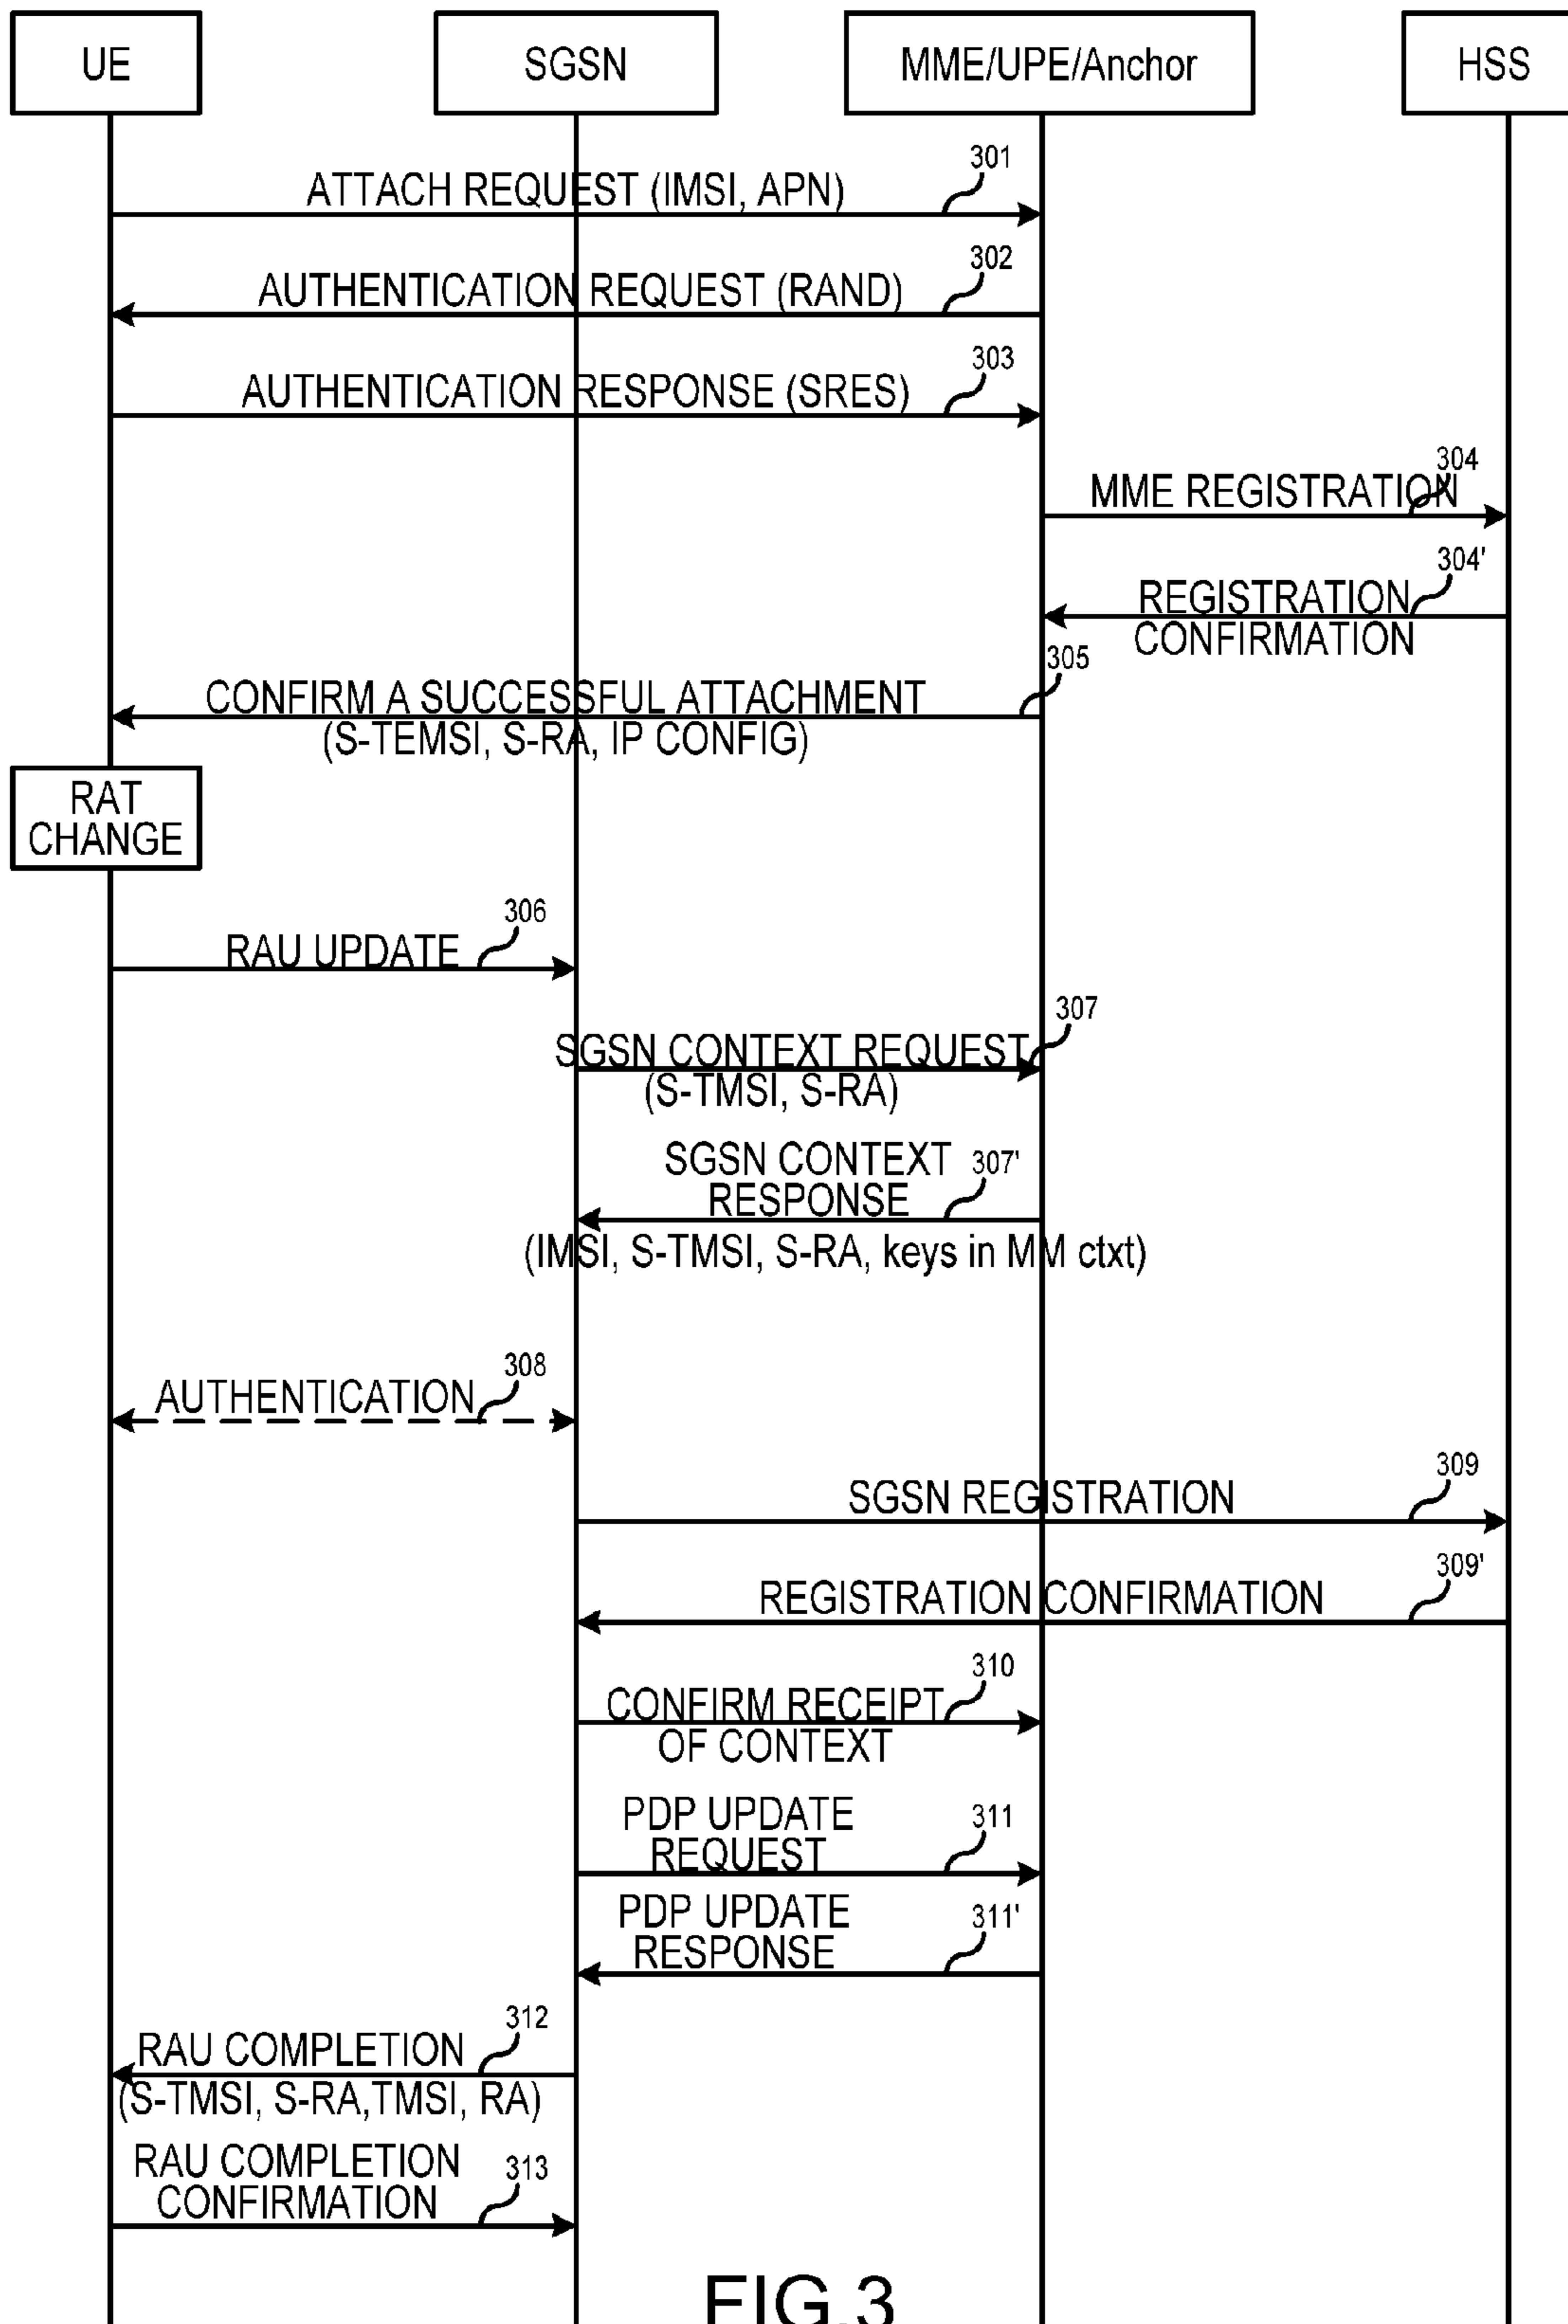 UE
SGSN
MME/UPE/Anchor
HSS
301
ATTACH REQUEST (IMSI, APN)
302
AUTHENTICATION REQUEST (RAND)
303
AUTHENTICATION RESPONSE (SRES)
304
MME REGISTRATION
304'
REGISTRATION
CONFIRMATION
305
CONFIRM A SUCCESSFUL ATTACHMENT
(S-TEMSI, S-RA, IP CONFIG)
RAT
CHANGE
306
RAU UPDATE
307
SGSN CONTEXT REQUEST
(S-TMSI, S-RA)
SGSN CONTEXT
307'
RESPONSE
(IMSI, S-TMSI, S-RA, keys in MM ctxt)
308
AUTHENTICATION
309
SGSN REGISTRATION
309'
REGISTRATION CONFIRMATION
310
CONFIRM RECEIPT
OF CONTEXT
PDP UPDATE
311
REQUEST
PDP UPDATE
311'
RESPONSE
312
RAU COMPLETION
(S-TMSI, S-RA,TMSI, RA)
RAU COMPLETION
313
CONFIRMATION
FIG.3